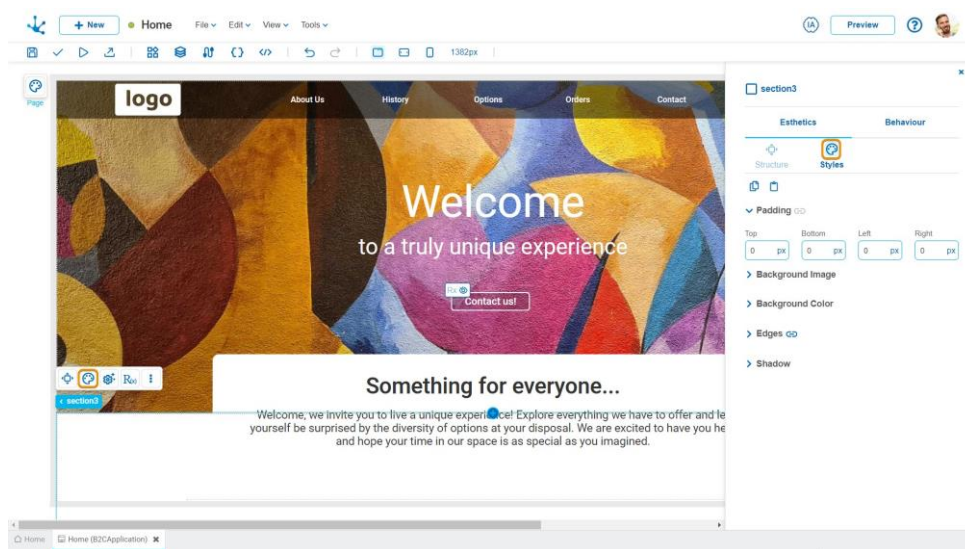 + New
Home
File
Edit
View
Tools
IA
Preview
?
</>
1382px
Page
logo
About Us
History
Options
Orders
Contact
section3
Esthetics
Behaviour
Structure
Styles
Padding
Top
Bottom
Left
Right
0 px
0 px
0 px
0 px
Background Image
Background Color
Edges
Shadow
Welcome
to a truly unique experience
Rx
Contact us!
R(x)
section3
Something for everyone...
Welcome, we invite you to live a unique experience! Explore everything we have to offer and le
yourself be surprised by the diversity of options at your disposal. We are excited to have you he
and hope your time in our space is as special as you imagined.
Home
Home (B2CApplication)